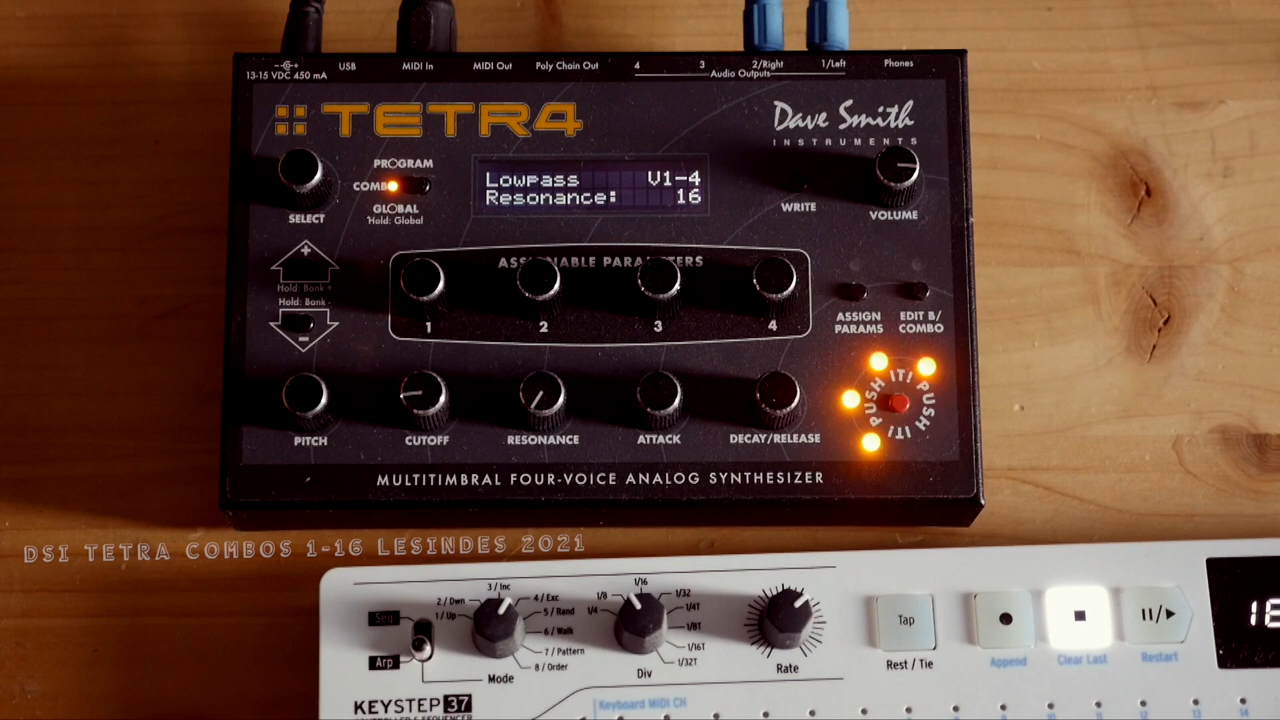 13-15 VDC 450 mA
USB
MIDI In
MIDI Out
Poly Chain Out
4 3 2/Right 1/Left
Audio Outputs
Phones
TETR4
Dave Smith
INSTRUMENTS
PROGRAM
COMBO
GLOBAL
Hold: Global
SELECT
Lowpass V1-4
Resonance: 16
WRITE
VOLUME
+
Hold: Bank +
Hold: Bank -
-
ASSIGNABLE PARAMETERS
1 2 3 4
ASSIGN
PARAMS
EDIT B/
COMBO
PUSH IT! PUSH IT!
PITCH
CUTOFF
RESONANCE
ATTACK
DECAY/RELEASE
MULTITIMBRAL FOUR-VOICE ANALOG SYNTHESIZER
DSI TETRA COMBOS 1-16 LESINDES 2021
Seq
Arp
1 / Up
2 / Dwn
3 / Inc
4 / Exc
5 / Rand
6 / Walk
7 / Pattern
8 / Order
Mode
1/4
1/8
1/16
1/32
1/4T
1/8T
1/16T
1/32T
Div
Rate
Tap
Rest / Tie
Append
Clear Last
Restart
KEYSTEP 37
CONTROLLER & SEQUENCER
Keyboard MIDI CH